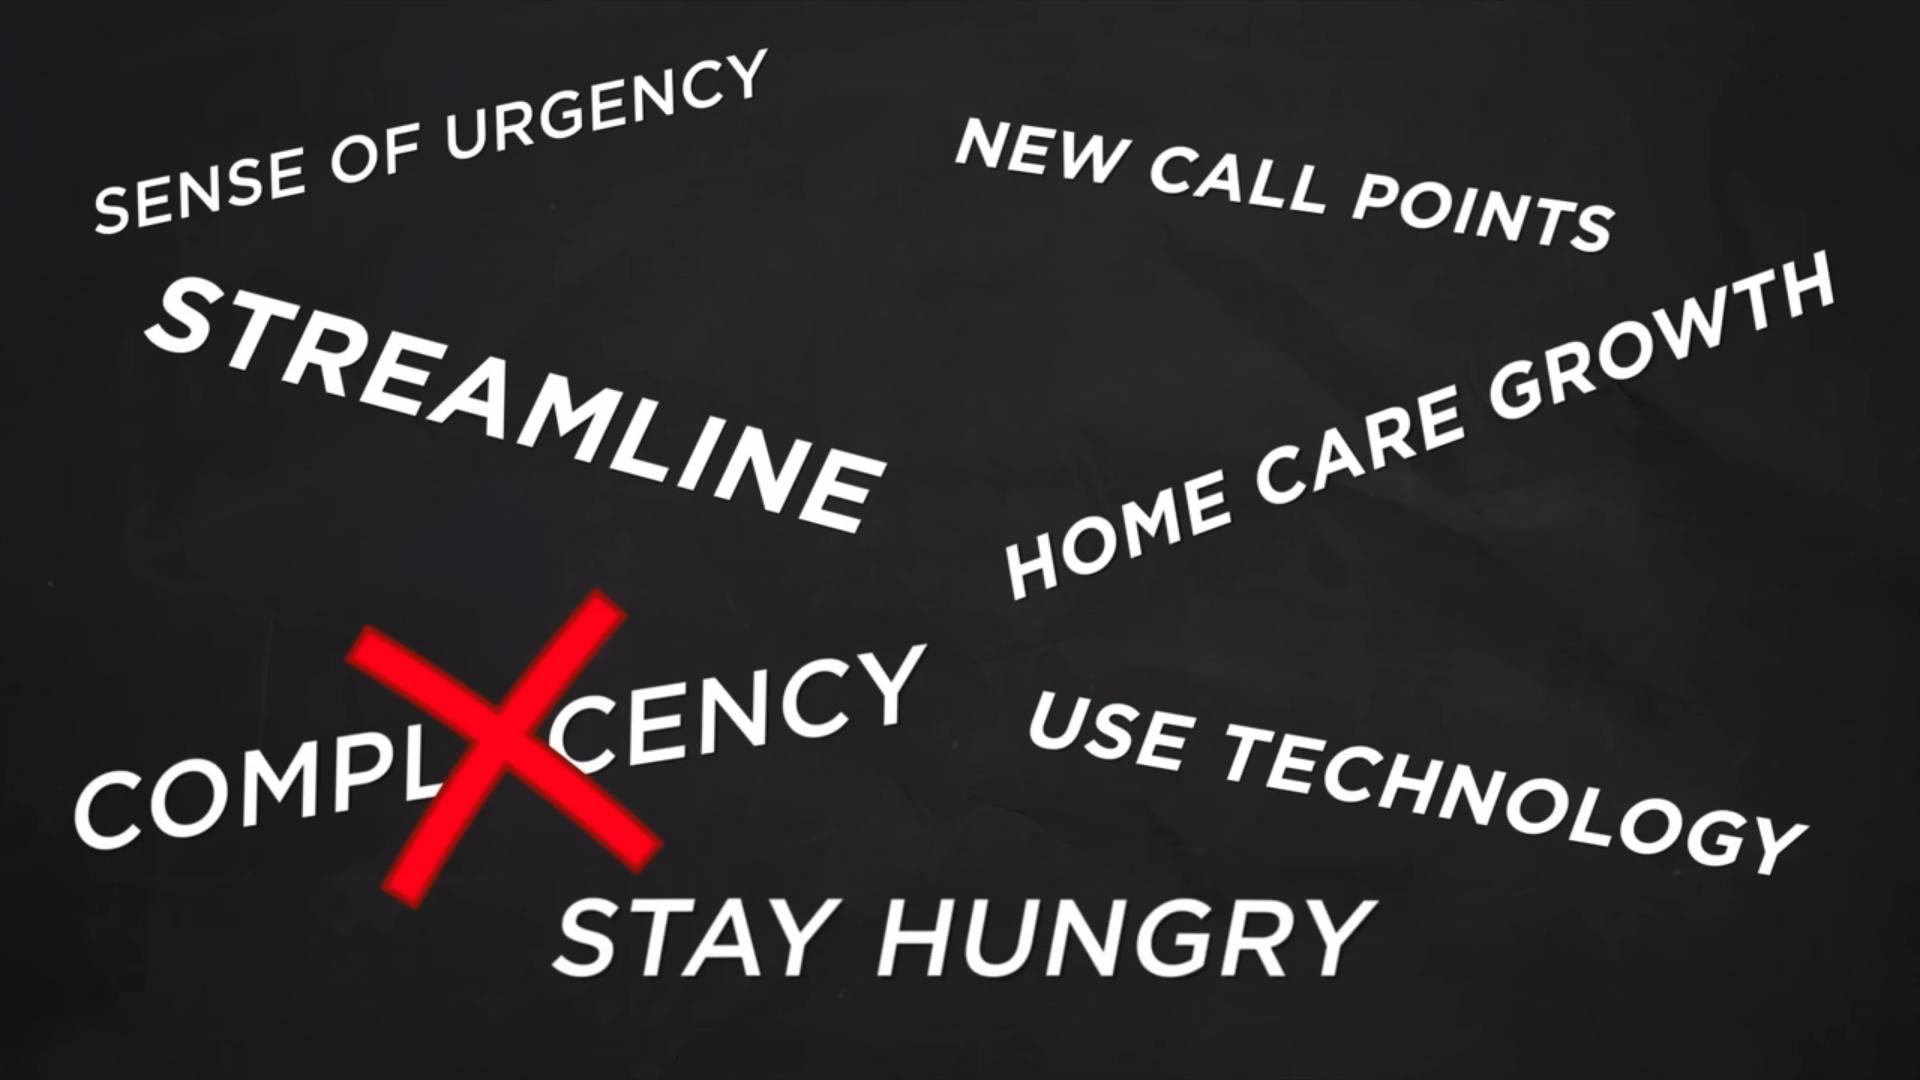 SENSE OF URGENCY
NEW CALL POINTS
STREAMLINE
HOME CARE GROWTH
COMPL CENCY
USE TECHNOLOGY
STAY HUNGRY